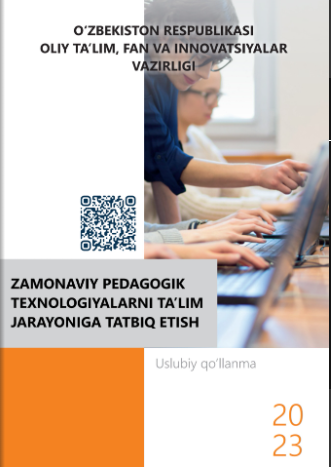 O‘ZBEKISTON RESPUBLIKASI
OLIY TA’LIM, FAN VA INNOVATSIYALAR
VAZIRLIGI
ZAMONAVIY PEDAGOGIK
TEXNOLOGIYALARNI TA’LIM
JARAYONIGA TATBIQ ETISH
Uslubiy qo‘llanma
20
23